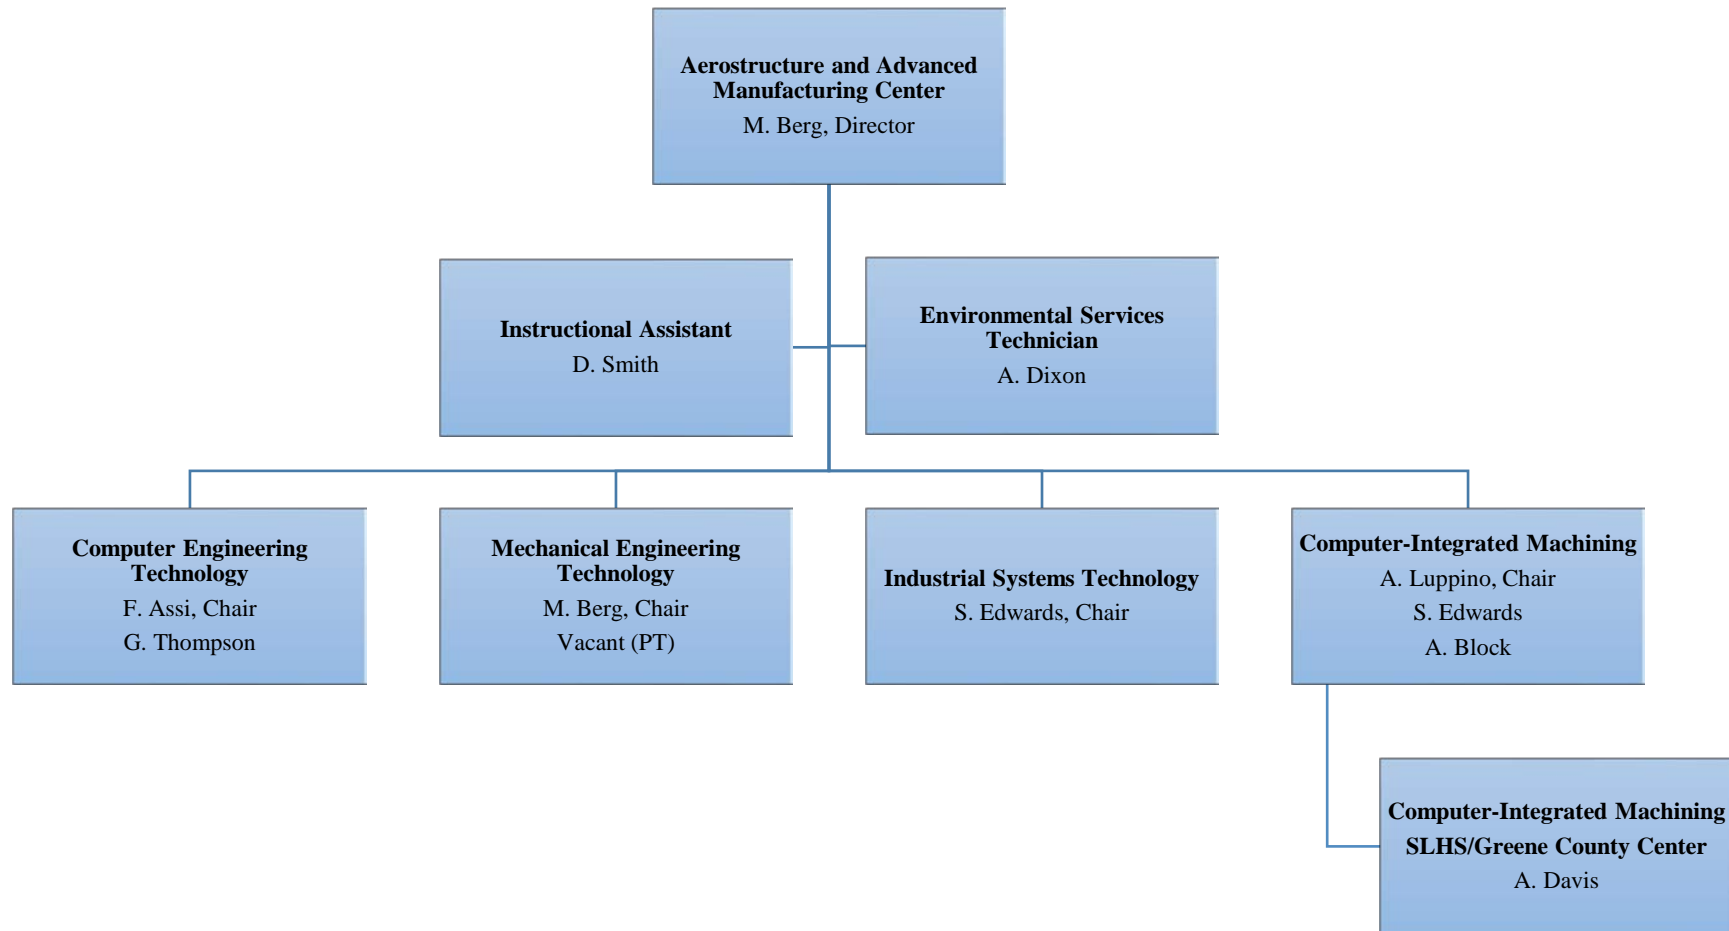 Aerostructure and Advanced
Manufacturing Center
M. Berg, Director
Instructional Assistant
D. Smith
Environmental Services
Technician
A. Dixon
Computer Engineering
Technology
F. Assi, Chair
G. Thompson
Mechanical Engineering
Technology
M. Berg, Chair
Vacant (PT)
Industrial Systems Technology
S. Edwards, Chair
Computer-Integrated Machining
A. Luppino, Chair
S. Edwards
A. Block
Computer-Integrated Machining
SLHS/Greene County Center
A. Davis